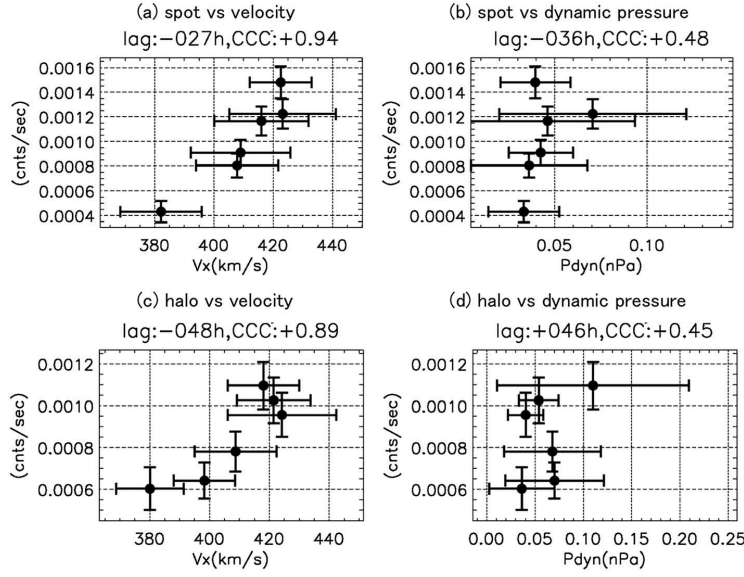 (a) spot vs velocity
lag:-027h,CCC:+0.94
0.0016
0.0014
0.0012
0.0010
0.0008
0.0006
0.0004
(cnts/sec)
380 400 420 440
Vx(km/s)
(b) spot vs dynamic pressure
lag:-036h,CCC:+0.48
0.0016
0.0014
0.0012
0.0010
0.0008
0.0006
0.0004
(cnts/sec)
0.05 0.10
Pdyn(nPa)
(c) halo vs velocity
lag:-048h,CCC:+0.89
0.0012
0.0010
0.0008
0.0006
(cnts/sec)
380 400 420 440
Vx(km/s)
(d) halo vs dynamic pressure
lag:+046h,CCC:+0.45
0.0012
0.0010
0.0008
0.0006
(cnts/sec)
0.00 0.05 0.10 0.15 0.20 0.25
Pdyn(nPa)